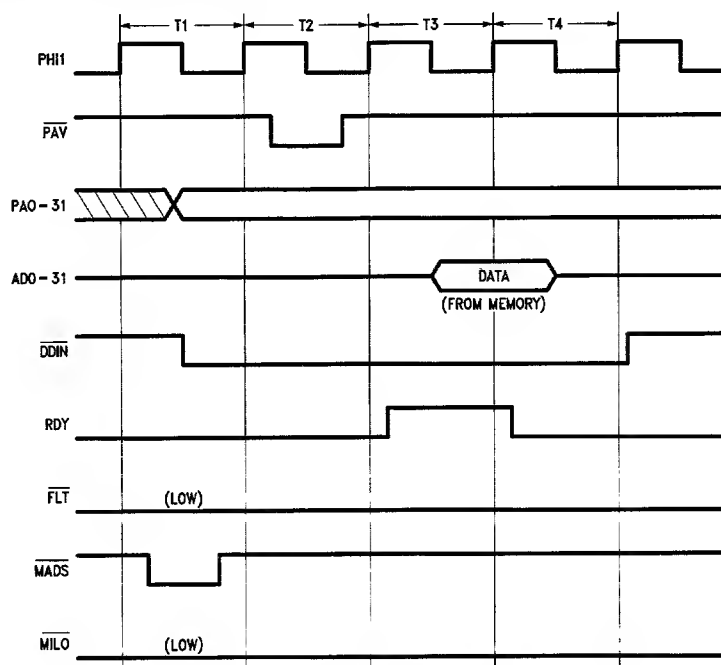 T1 T2 T3 T4
PHI1
PAV
PA0-31
AD0-31 DATA
(FROM MEMORY)
DDIN
RDY
FLT (LOW)
MADS
MILO (LOW)